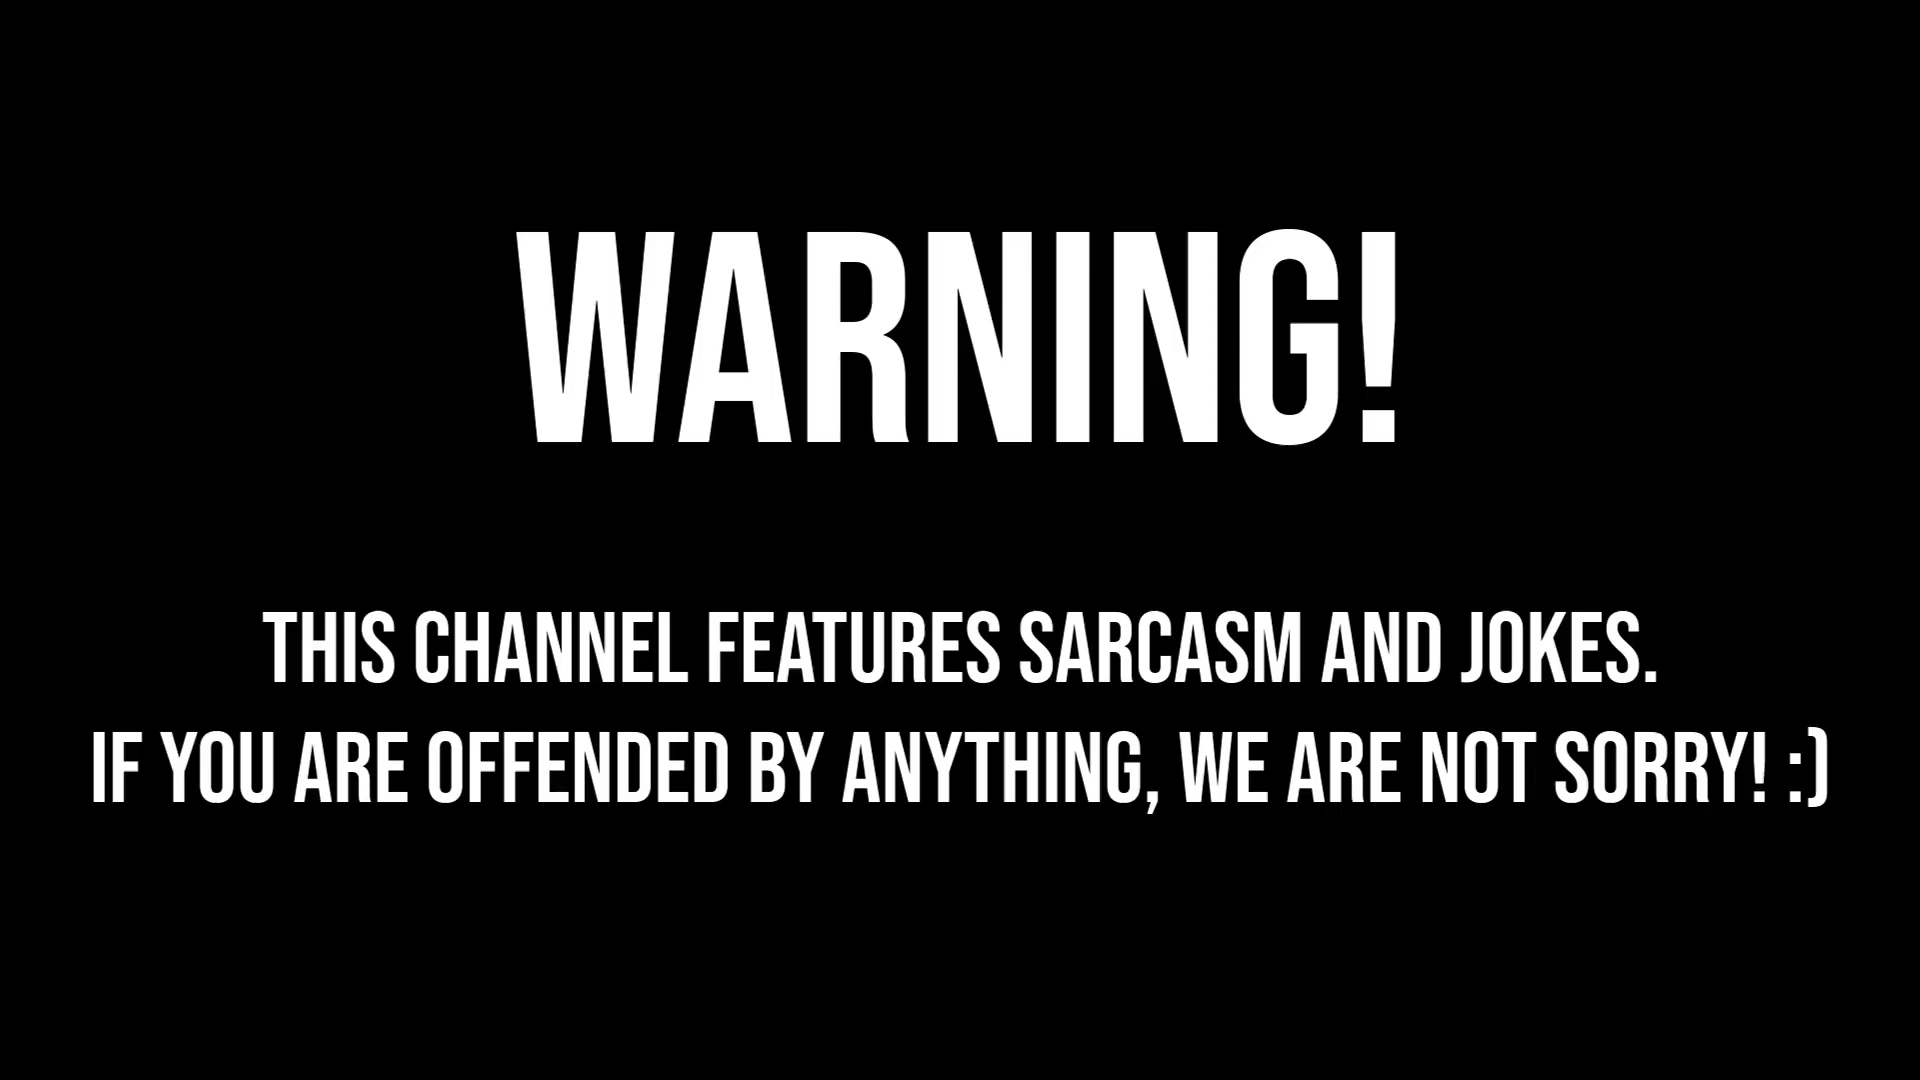 WARNING!
THIS CHANNEL FEATURES SARCASM AND JOKES.
IF YOU ARE OFFENDED BY ANYTHING, WE ARE NOT SORRY! :)